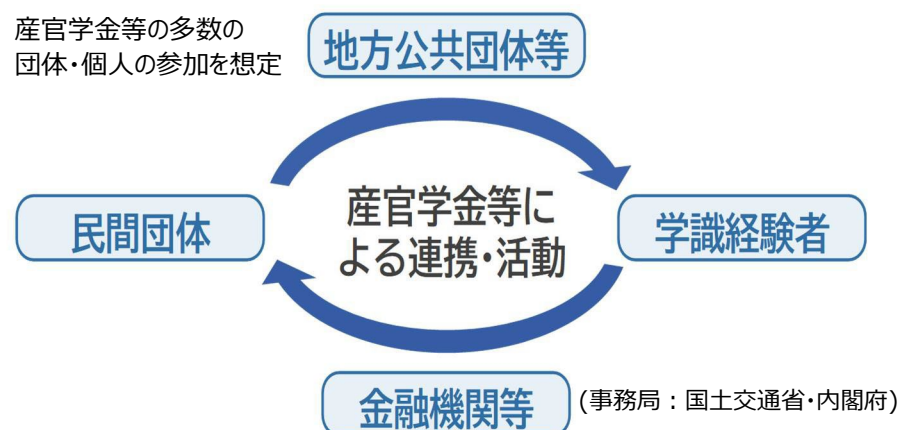 産官学金等の多数の
団体・個人の参加を想定
地方公共団体等
民間団体
産官学金等に
よる連携・活動
学識経験者
金融機関等
(事務局：国土交通省・内閣府)